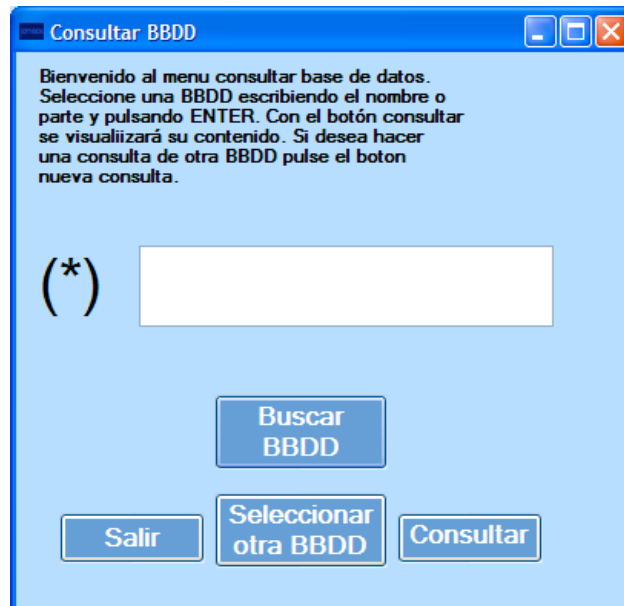 Consultar BBDD
Bienvenido al menu consultar base de datos.
Seleccione una BBDD escribiendo el nombre o
parte y pulsando ENTER. Con el botón consultar
se visualiizará su contenido. Si desea hacer
una consulta de otra BBDD pulse el boton
nueva consulta.
(*)
Buscar
BBDD
Salir
Seleccionar
otra BBDD
Consultar